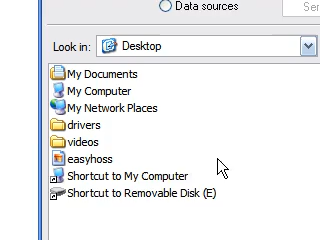 Data sources
Look in: Desktop
My Documents
My Computer
My Network Places
drivers
videos
easyhoss
Shortcut to My Computer
Shortcut to Removable Disk (E)